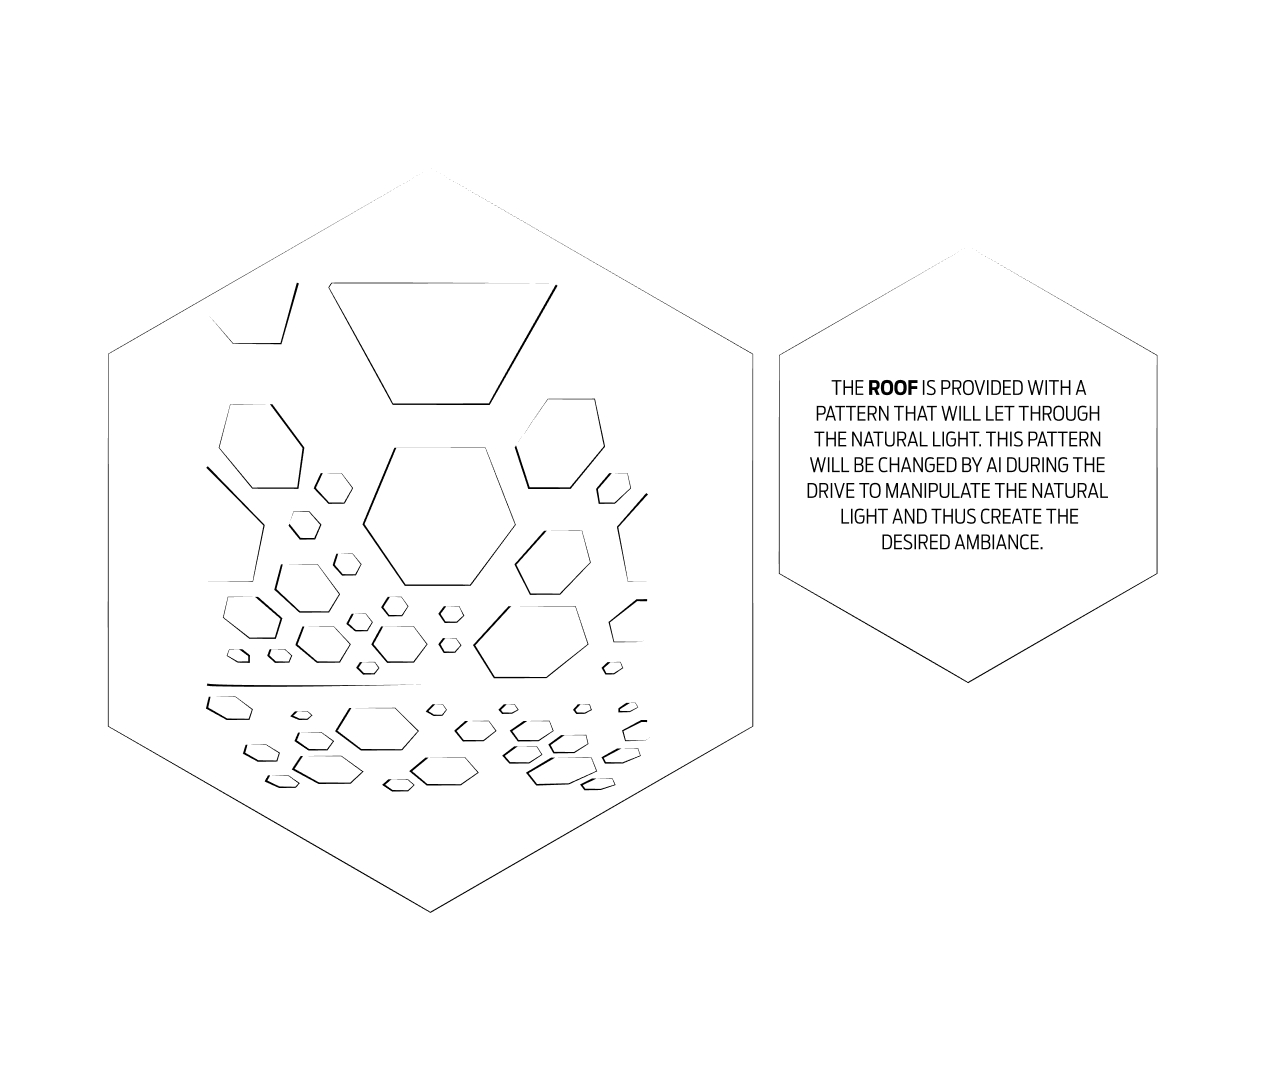 THE ROOF IS PROVIDED WITH A
PATTERN THAT WILL LET THROUGH
THE NATURAL LIGHT. THIS PATTERN
WILL BE CHANGED BY AI DURING THE
DRIVE TO MANIPULATE THE NATURAL
LIGHT AND THUS CREATE THE
DESIRED AMBIANCE.